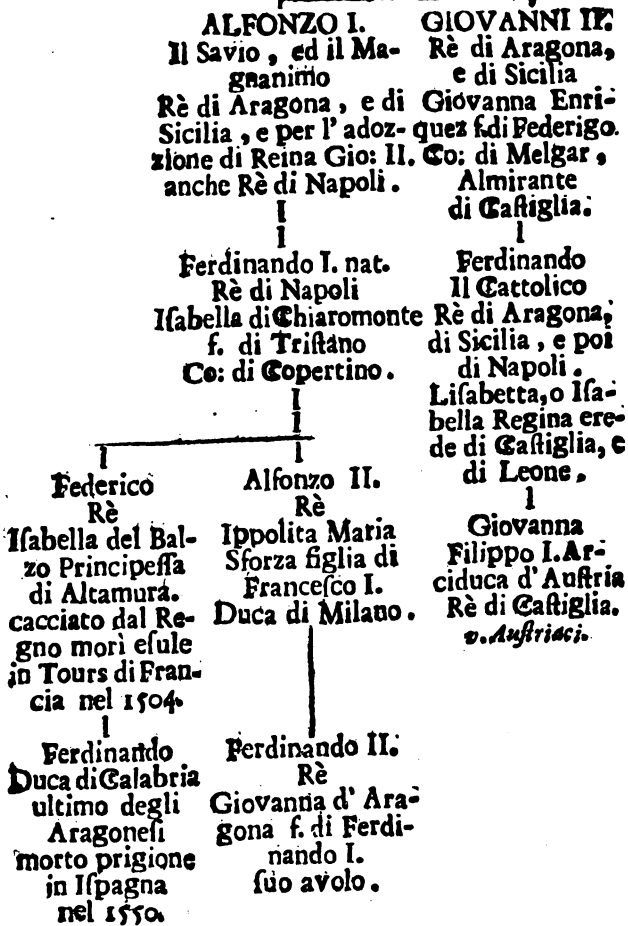 ALFONZO I.
Il Savio, ed il Ma-
gnanimo
Rè di Aragona, e di
Sicilia, e per l'adoz-
zione di Reina Gio: II.
anche Rè di Napoli.
GIOVANNI II.
Rè di Aragona,
e di Sicilia
Giovanna Enri-
quez f.di Federigo.
Co: di Melgar,
Almirante
di Caſtiglia.
Ferdinando I. nat.
Rè di Napoli
Iſabella di Chiaromonte
f. di Triſtano
Co: di Copertino.
Ferdinando
Il Cattolico
Rè di Aragona,
di Sicilia, e poi
di Napoli.
Liſabetta, o Iſa-
bella Regina ere-
de di Caſtiglia, e
di Leone.
Federico
Rè
Iſabella del Bal-
zo Principeſſa
di Altamura.
cacciato dal Re-
gno morì eſule
in Tours di Fran-
cia nel 1504.
Alfonzo II.
Rè
Ippolita Maria
Sforza figlia di
Franceſco I.
Duca di Milano.
Giovanna
Filippo I. Ar-
ciduca d'Auſtria
Rè di Caſtiglia.
v. Auſtriaci.
Ferdinando
Duca di Calabria
ultimo degli
Aragoneſi
morto prigione
in Iſpagna
nel 1550.
Ferdinando II.
Rè
Giovanna d'Ara-
gona f. di Ferdi-
nando I.
ſuo avolo.